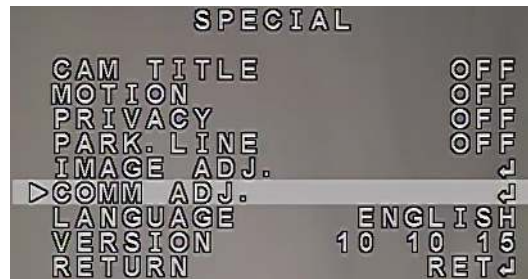 SPECIAL
CAM TITLE OFF
MOTION OFF
PRIVACY OFF
PARK. LINE OFF
IMAGE ADJ. ↲
▷COMM ADJ. ↲
LANGUAGE ENGLISH
VERSION 10 10 15
RETURN RET↲